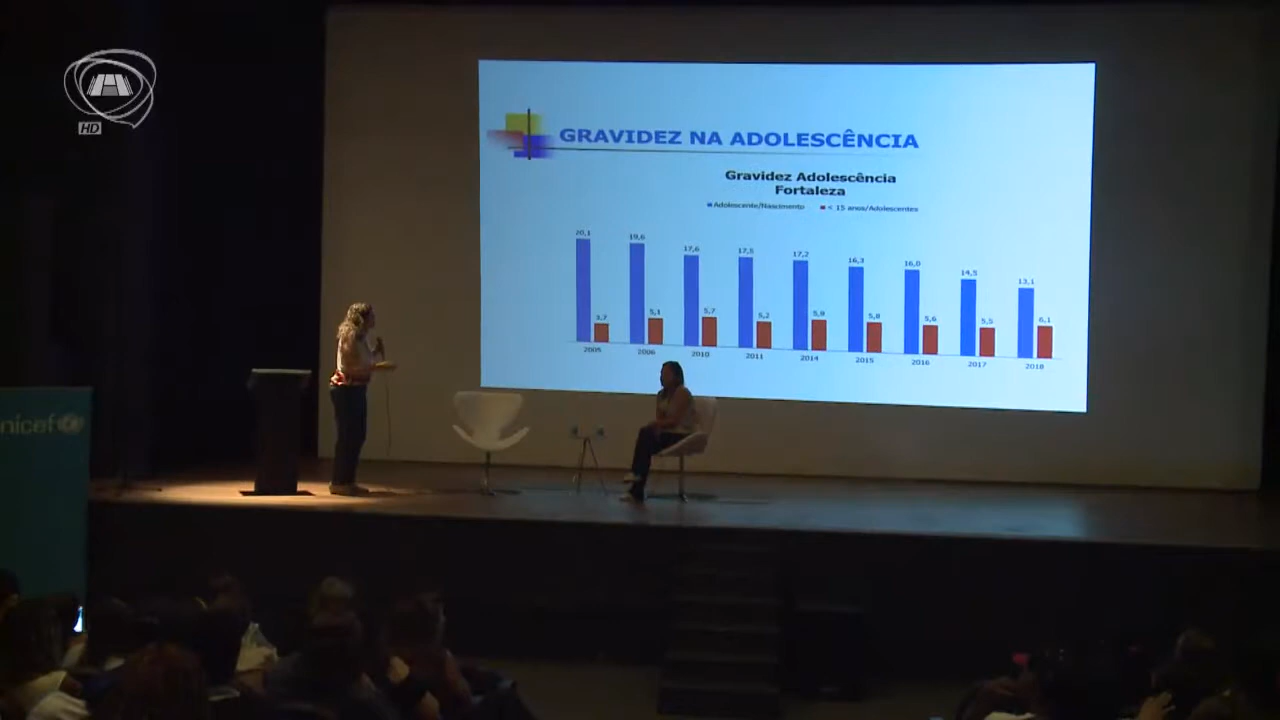 HD
GRAVIDEZ NA ADOLESCÊNCIA
Gravidez Adolescência
Fortaleza
Adolescente/Nascimento < 15 anos/Adolescentes
20,1 19,6 17,6 17,5 17,2 16,3 16,0 14,5 13,1
3,7 5,1 5,7 5,2 5,9 5,8 5,6 5,5 6,1
2005 2006 2010 2011 2014 2015 2016 2017 2018
nicef